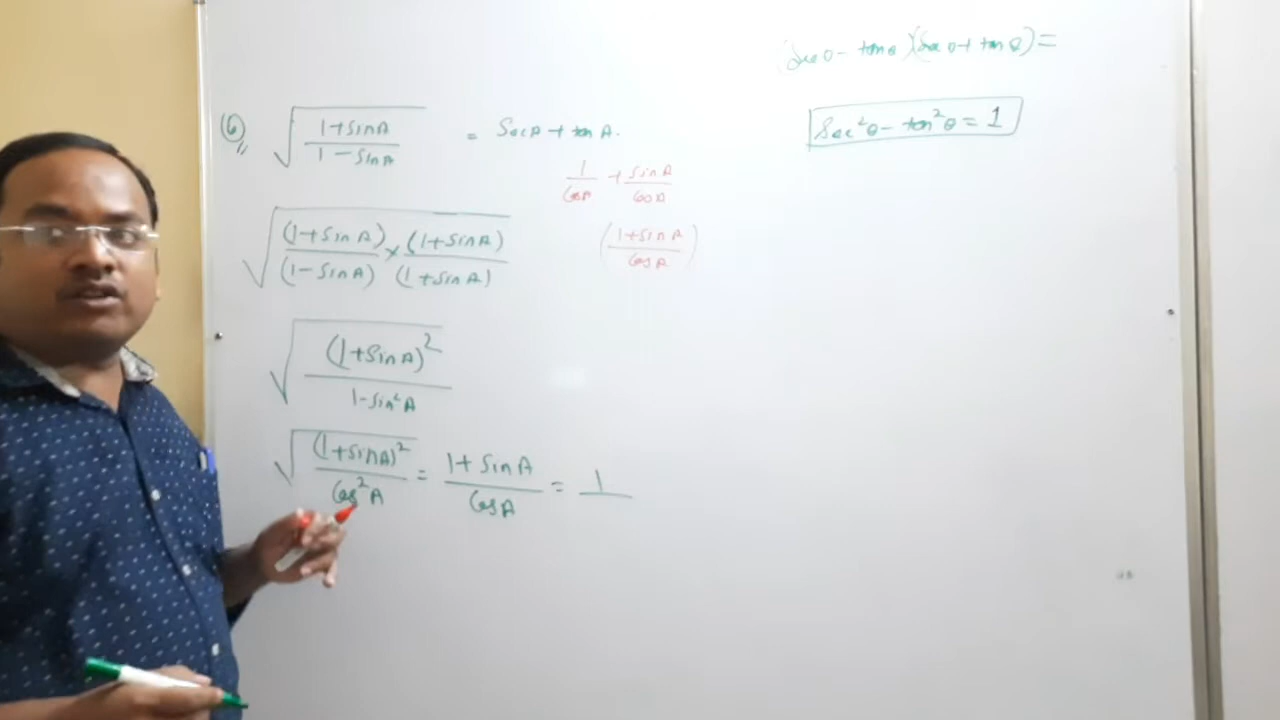 (Secθ - tanθ)(Secθ + tanθ) =
Sec²θ - tan²θ = 1
(6) √((1+SinA)/(1-SinA)) = SecA + tanA.
1/CosA + SinA/CosA
√((1+SinA)/(1-SinA) × (1+SinA)/(1+SinA))
((1+SinA)/CosA)
√((1+SinA)²/(1-Sin²A))
√((1+SinA)²/Cos²A) = (1+SinA)/CosA = 1/